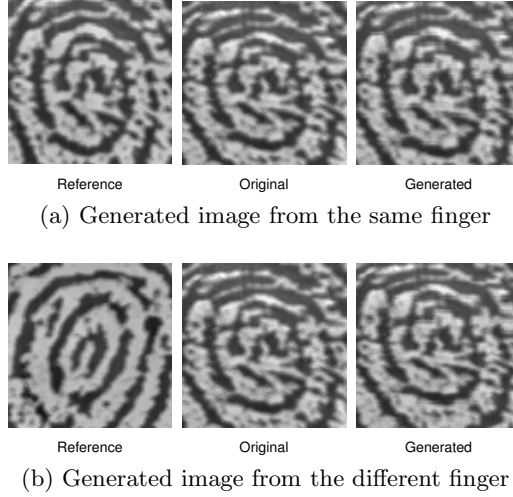 Reference Original Generated
(a) Generated image from the same finger
Reference Original Generated
(b) Generated image from the different finger